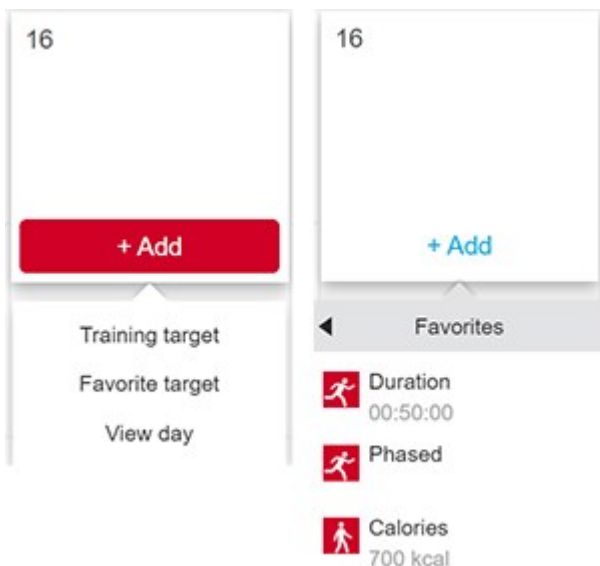 16
+ Add
Training target
Favorite target
View day
16
+ Add
Favorites
Duration
00:50:00
Phased
Calories
700 kcal